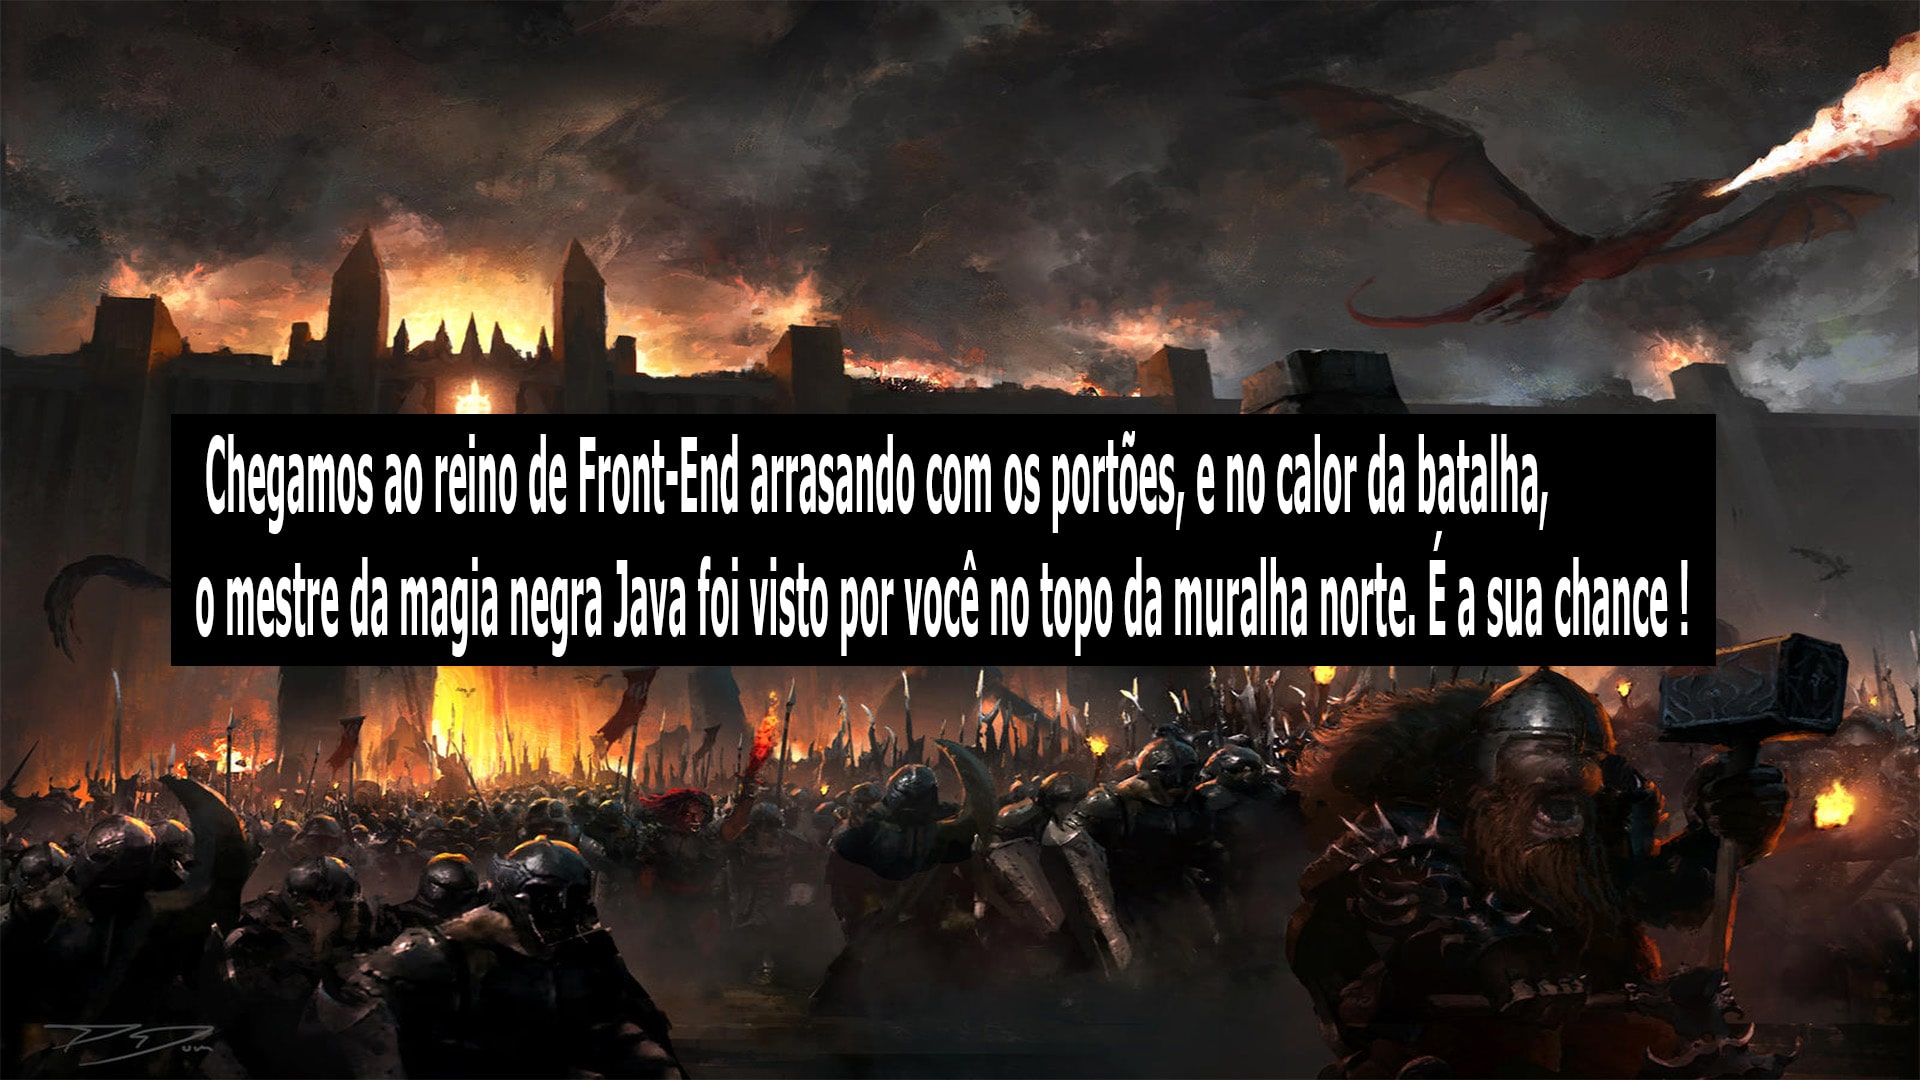 Chegamos ao reino de Front-End arrasando com os portões, e no calor da batalha,
o mestre da magia negra Java foi visto por você no topo da muralha norte. É a sua chance !